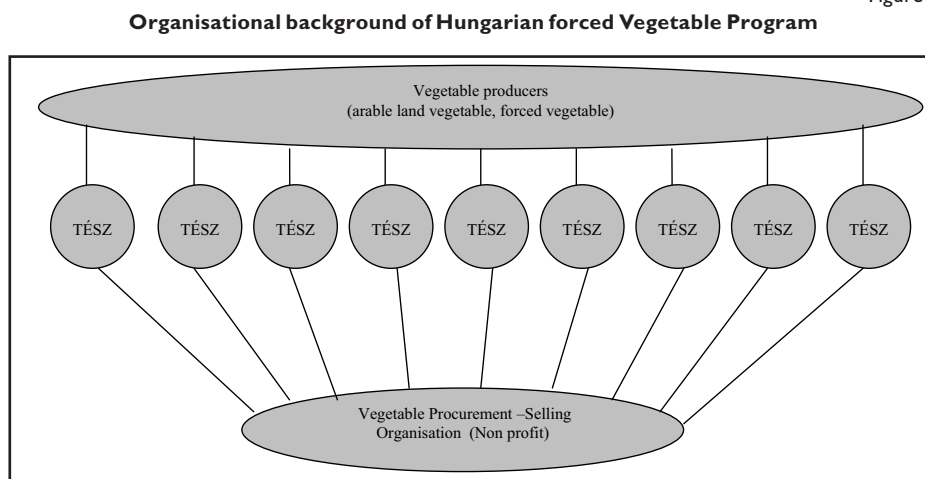 Figure
Organisational background of Hungarian forced Vegetable Program
Vegetable producers
(arable land vegetable, forced vegetable)
TÉSZ TÉSZ TÉSZ TÉSZ TÉSZ TÉSZ TÉSZ TÉSZ TÉSZ
Vegetable Procurement –Selling
Organisation (Non profit)